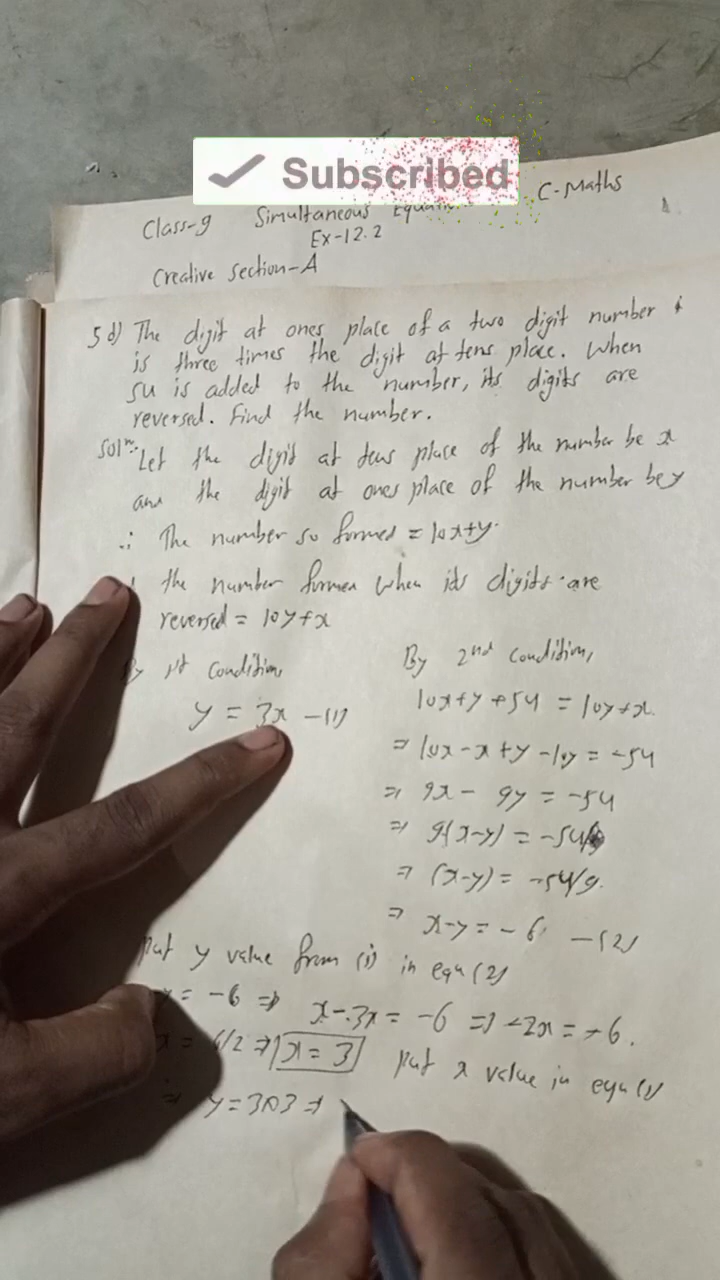 ✓ Subscribed
C-Maths
Class-9 Simultaneous
Ex-12.2
Creative Section-A
5 d) The digit at ones place of a two digit number
is three times the digit at tens place. When
54 is added to the number, its digits are
reversed. Find the number.
Solⁿ: Let the digit at tens place of the number be x
and the digit at ones place of the number be y
∴ The number so formed = 10x+y.
the number formed when its digits are
reversed = 10y+x
By 1st condition,
y = 3x -(1)
By 2nd condition,
10x+y+54 = 10y+x.
⇒ 10x-x+y-10y = -54
⇒ 9x - 9y = -54
⇒ 9(x-y) = -54
⇒ (x-y) = -54/9.
⇒ x-y = -6 -(2)
Put y value from (1) in equ (2)
= -6 ⇒ x-3x = -6 ⇒ -2x = -6.
x = 6/2 ⇒ x = 3 put x value in equ (1)
⇒ y = 3×3 ⇒